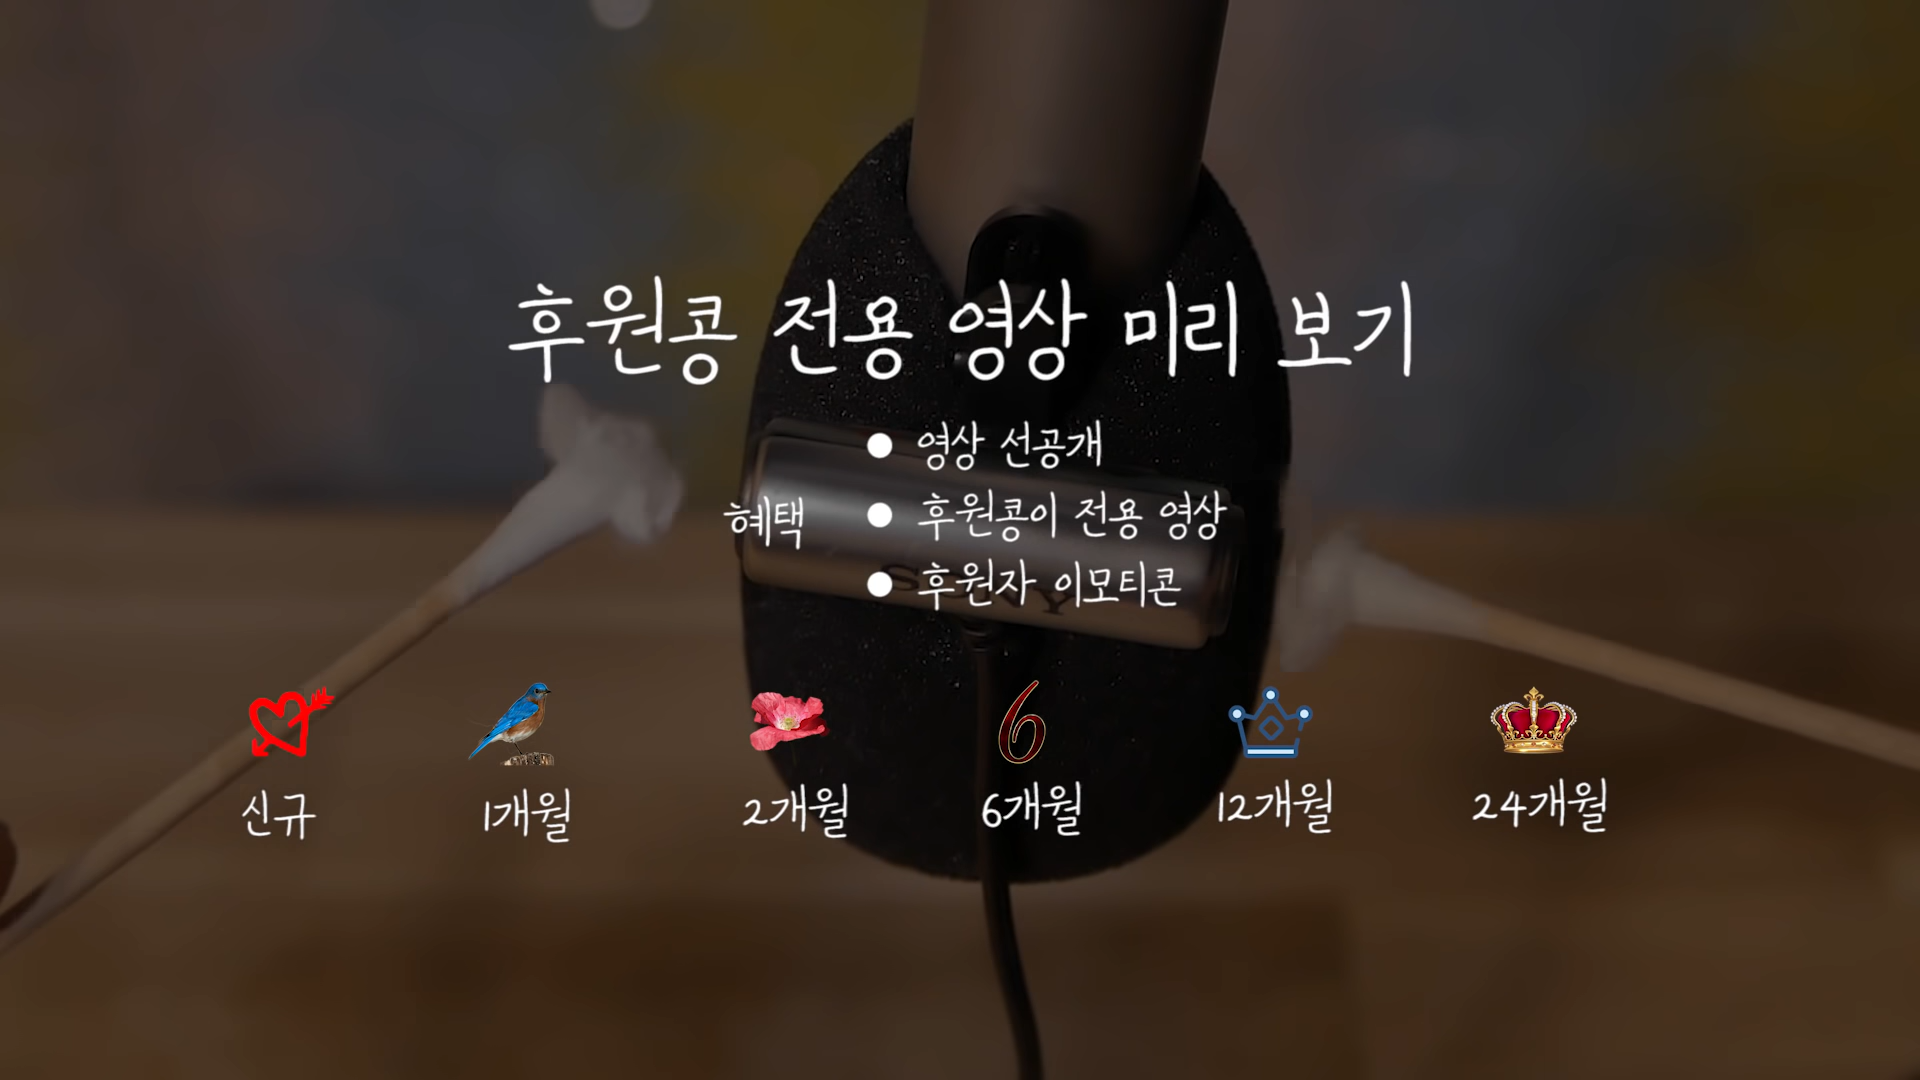 후원콩 전용 영상 미리 보기
혜택
● 영상 선공개
● 후원콩이 전용 영상
● 후원자 이모티콘
SONY
6
신규 1개월 2개월 6개월 12개월 24개월